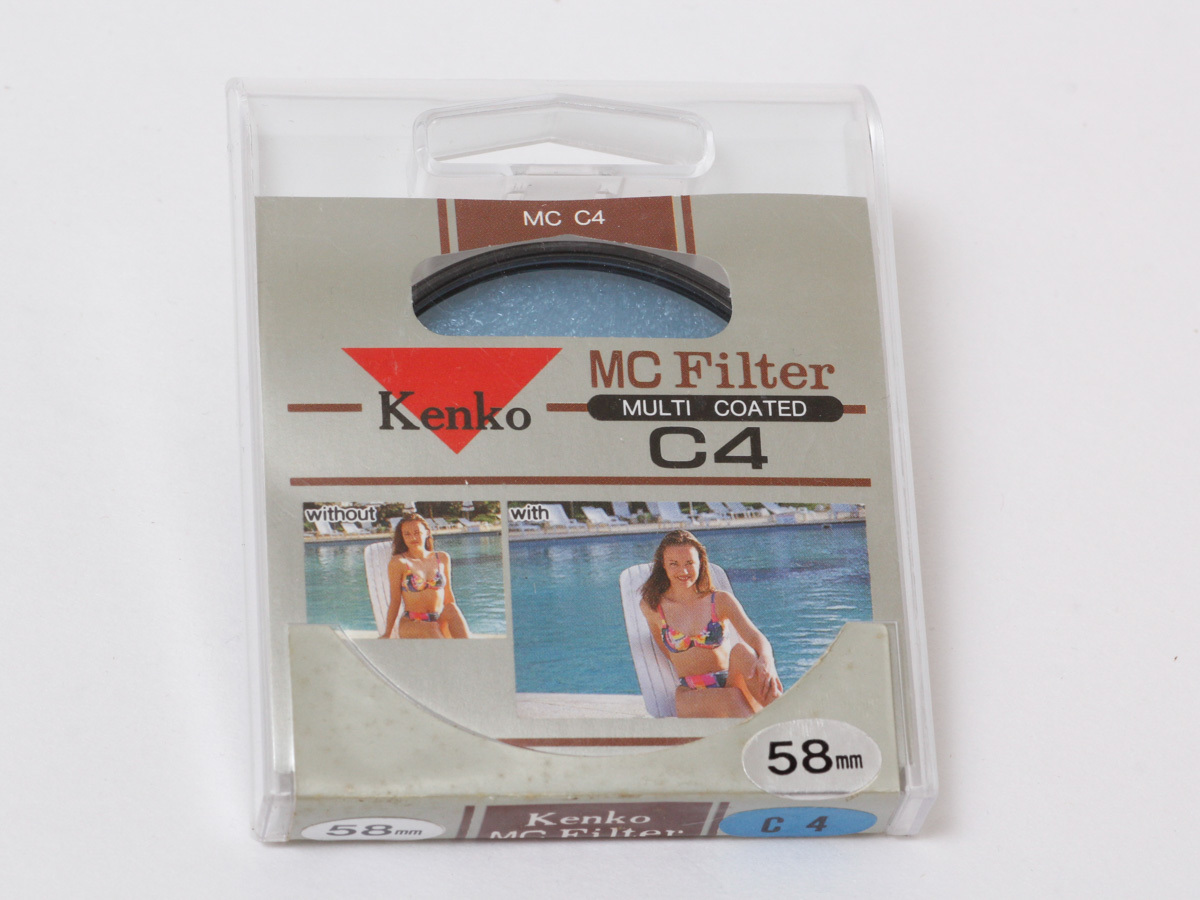 MC C4
Kenko
MC Filter
MULTI COATED
C4
without
with
58mm
58mm
Kenko
MC Filter
C 4